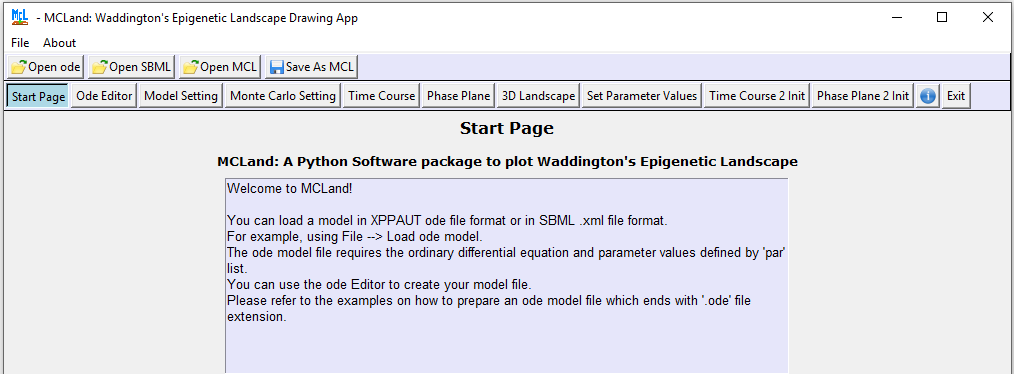 MCL - MCLand: Waddington's Epigenetic Landscape Drawing App
File About
Open ode Open SBML Open MCL Save As MCL
Start Page Ode Editor Model Setting Monte Carlo Setting Time Course Phase Plane 3D Landscape Set Parameter Values Time Course 2 Init Phase Plane 2 Init i Exit
Start Page
MCLand: A Python Software package to plot Waddington's Epigenetic Landscape
Welcome to MCLand!
You can load a model in XPPAUT ode file format or in SBML .xml file format.
For example, using File --> Load ode model.
The ode model file requires the ordinary differential equation and parameter values defined by 'par'
list.
You can use the ode Editor to create your model file.
Please refer to the examples on how to prepare an ode model file which ends with '.ode' file
extension.